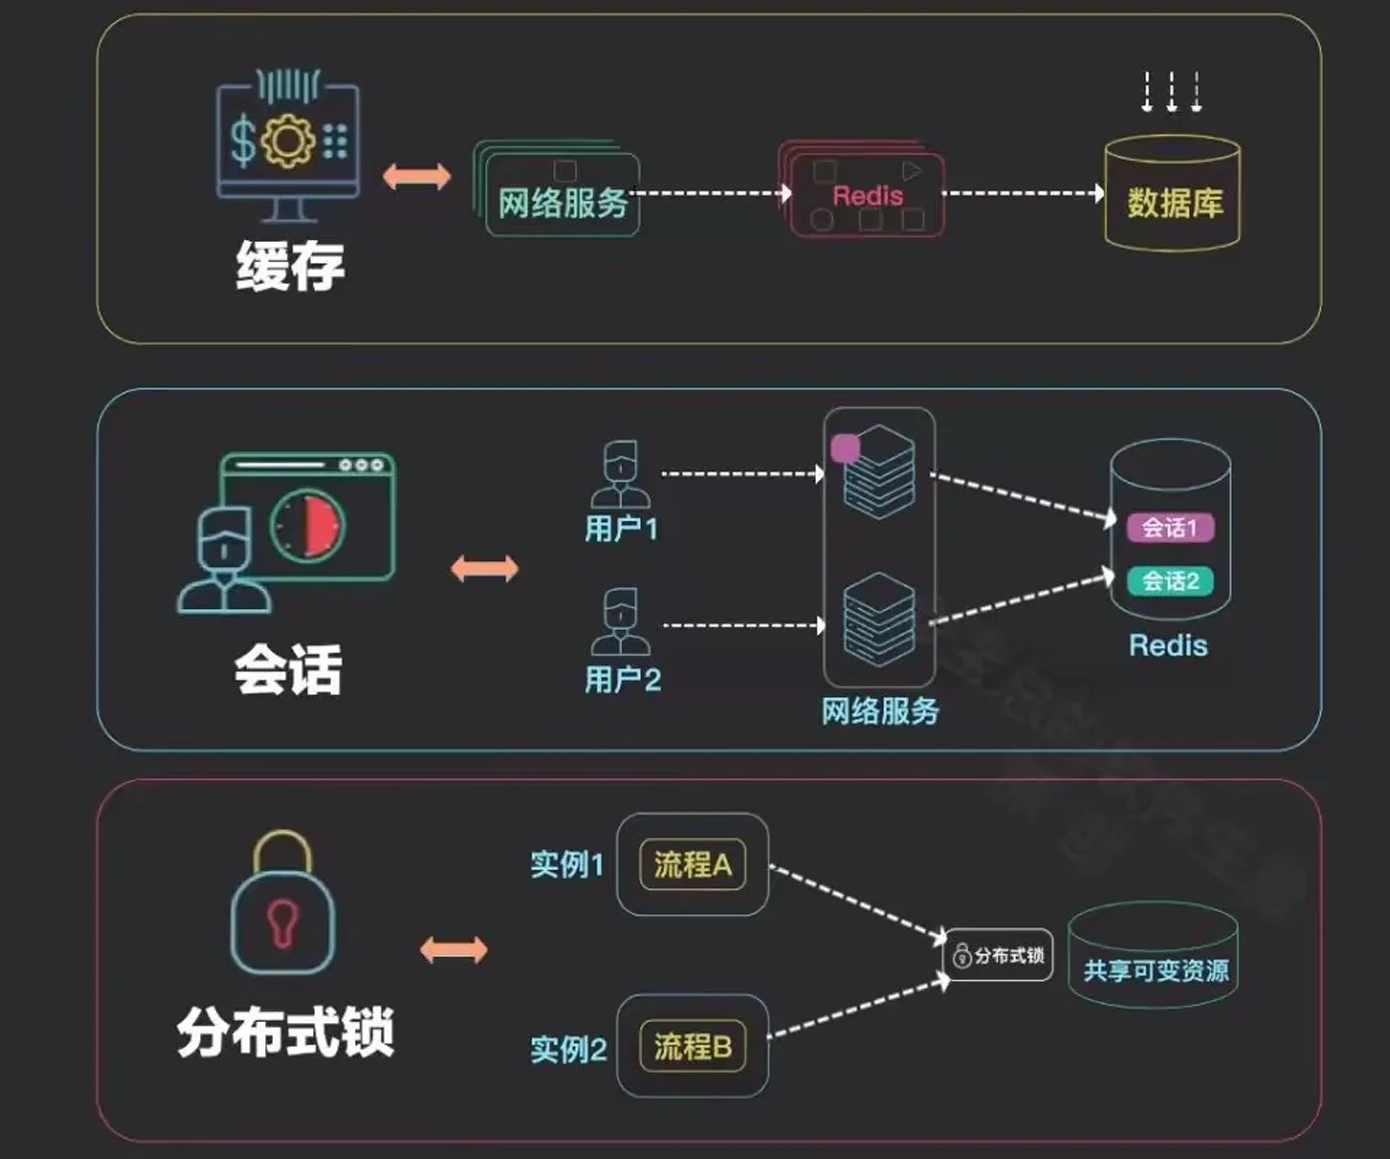 网络服务
Redis
数据库
缓存
用户1
会话1
会话2
Redis
用户2
会话
网络服务
实例1
流程A
分布式锁
共享可变资源
分布式锁
实例2
流程B